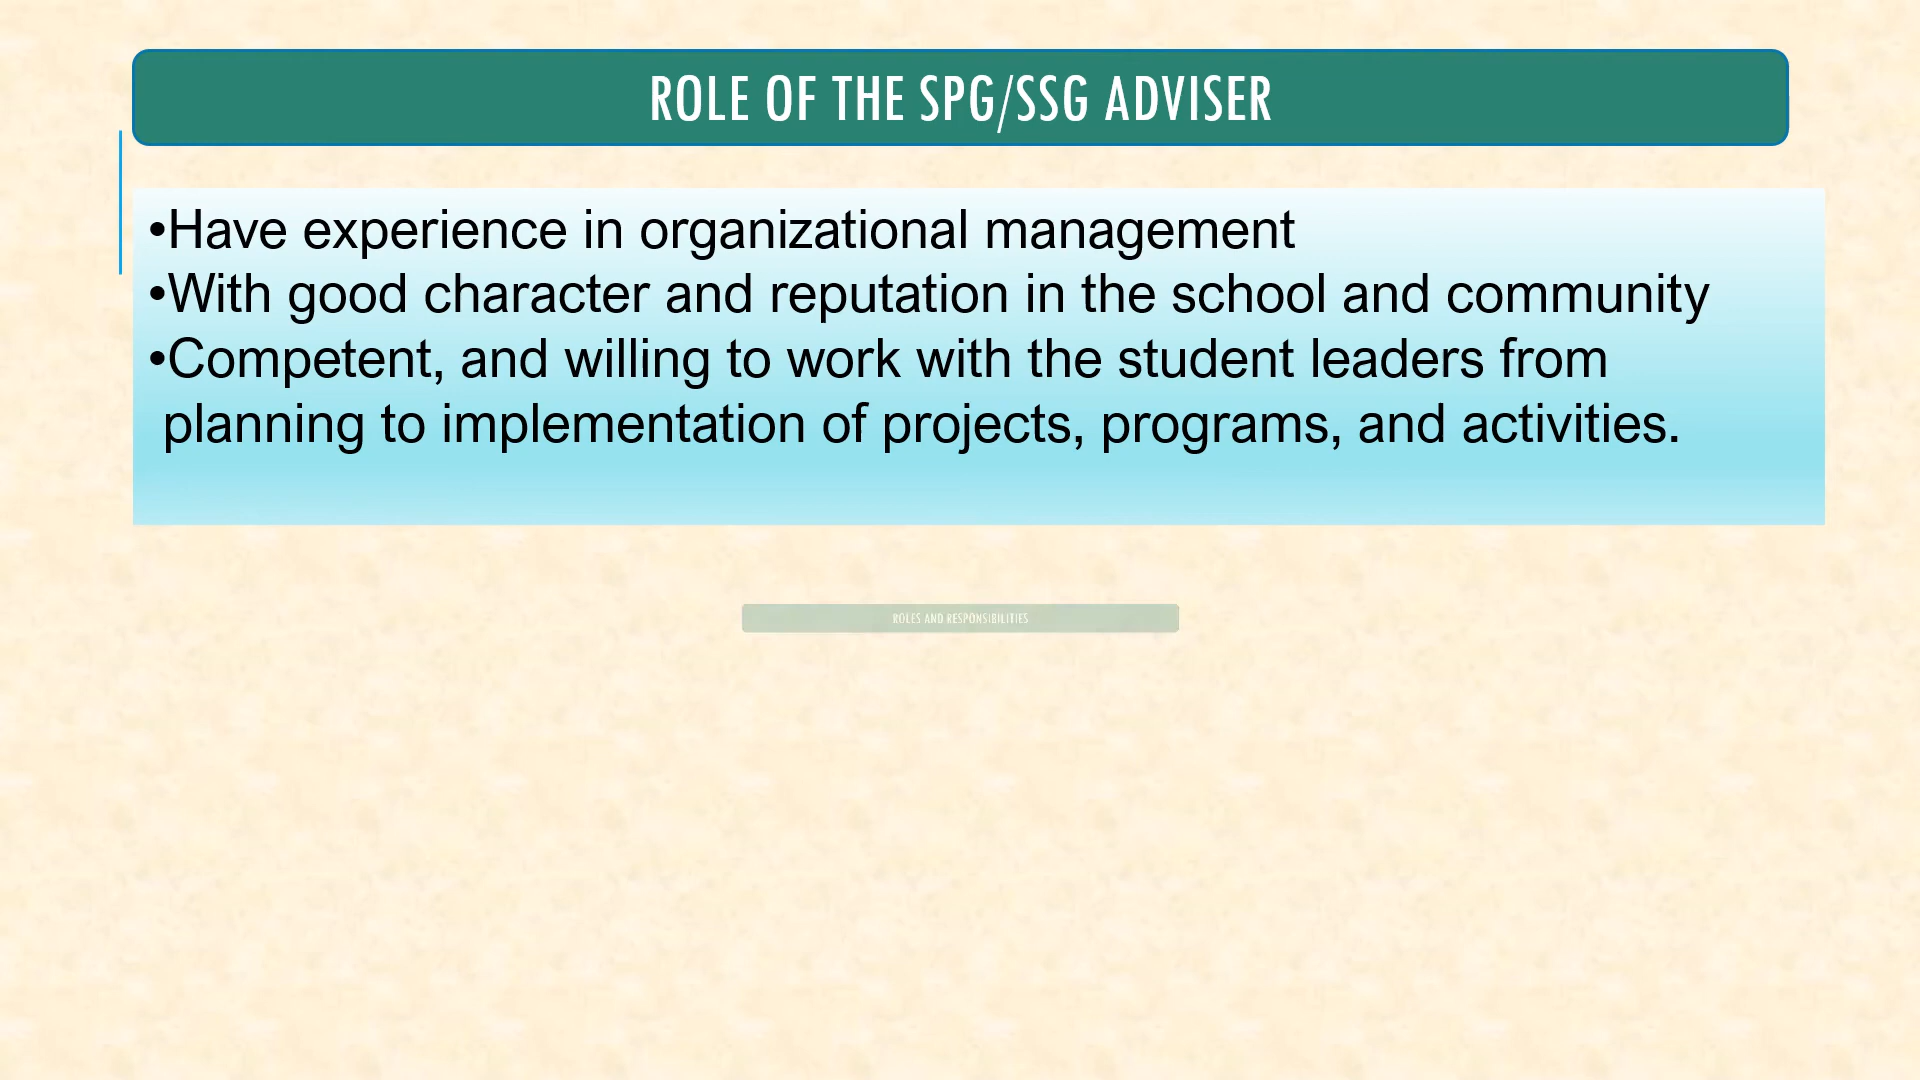 ROLE OF THE SPG/SSG ADVISER
•Have experience in organizational management
•With good character and reputation in the school and community
•Competent, and willing to work with the student leaders from
planning to implementation of projects, programs, and activities.
ROLES AND RESPONSIBILITIES